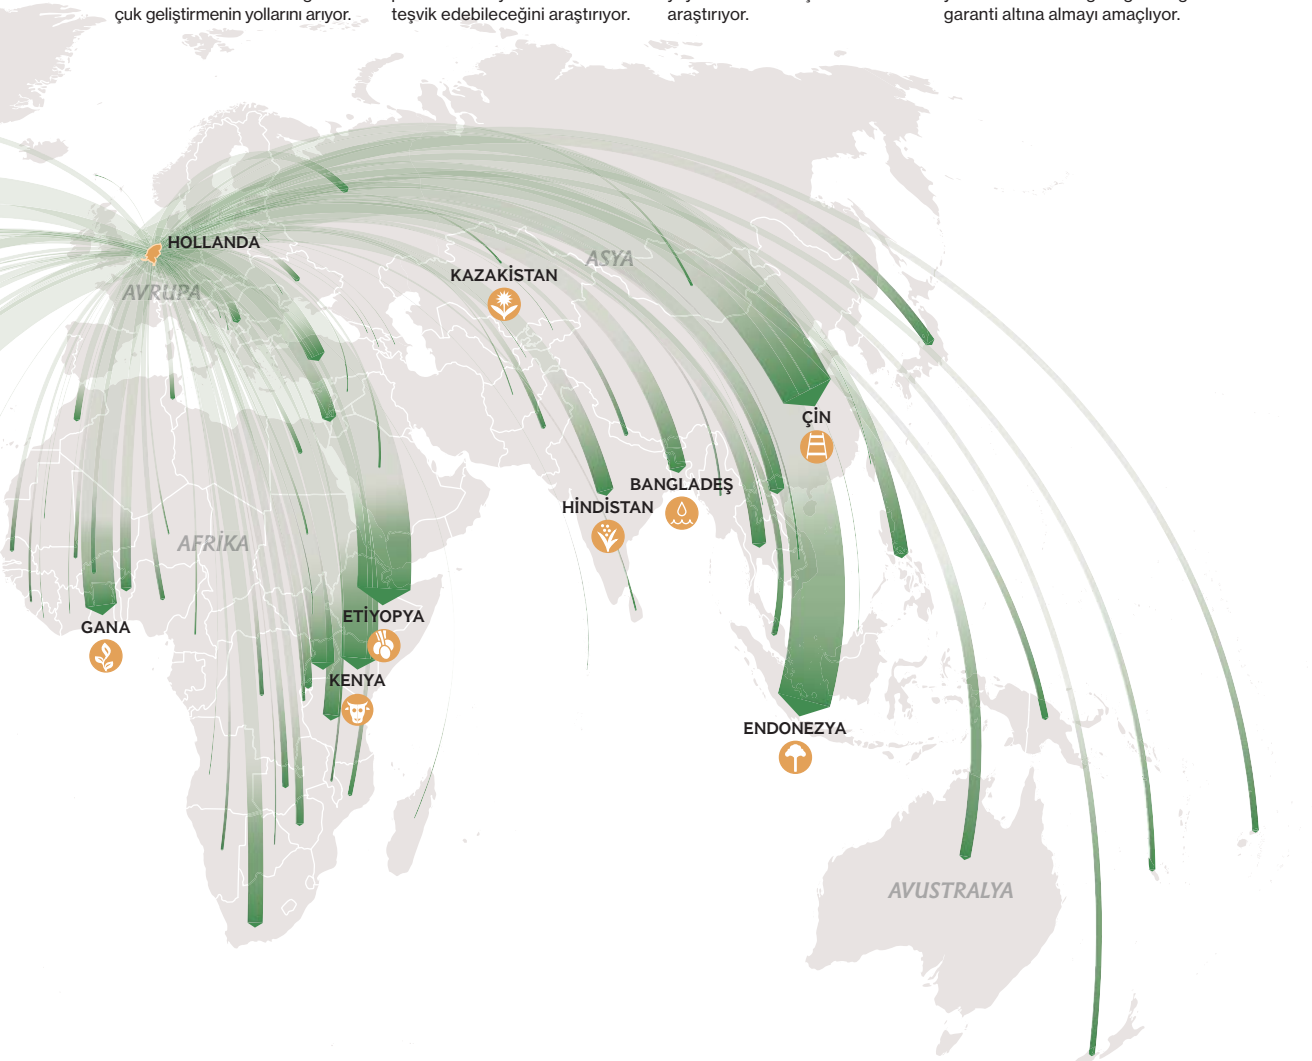 çuk geliştirmenin yollarını arıyor.
teşvik edebileceğini araştırıyor.
araştırıyor.
garanti altına almayı amaçlıyor.
HOLLANDA
AVRUPA
ASYA
KAZAKİSTAN
ÇİN
BANGLADEŞ
HİNDİSTAN
AFRİKA
ETİYOPYA
GANA
KENYA
ENDONEZYA
AVUSTRALYA